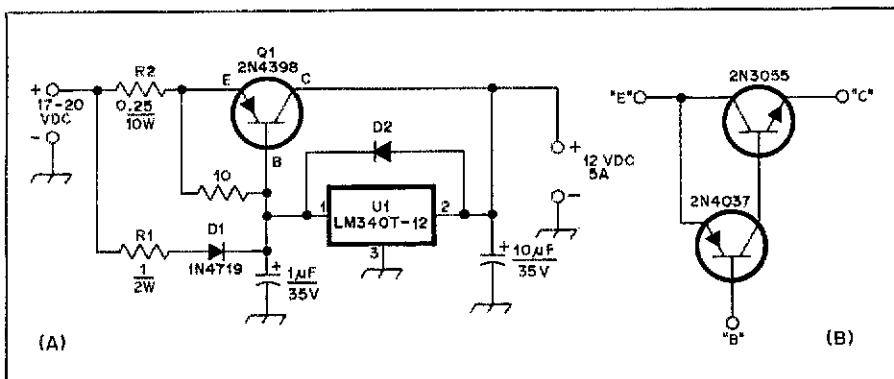 Q1
2N4398
R2
E
C
+
17-20
VDC
-
0.25
10W
B
D2
10
1
U1
LM340T-12
2
3
R1
1
2W
D1
1N4719
+
1µF
35V
+
10µF
35V
+
12 VDC
5A
-
(A)
2N3055
"E"
"C"
2N4037
"B"
(B)